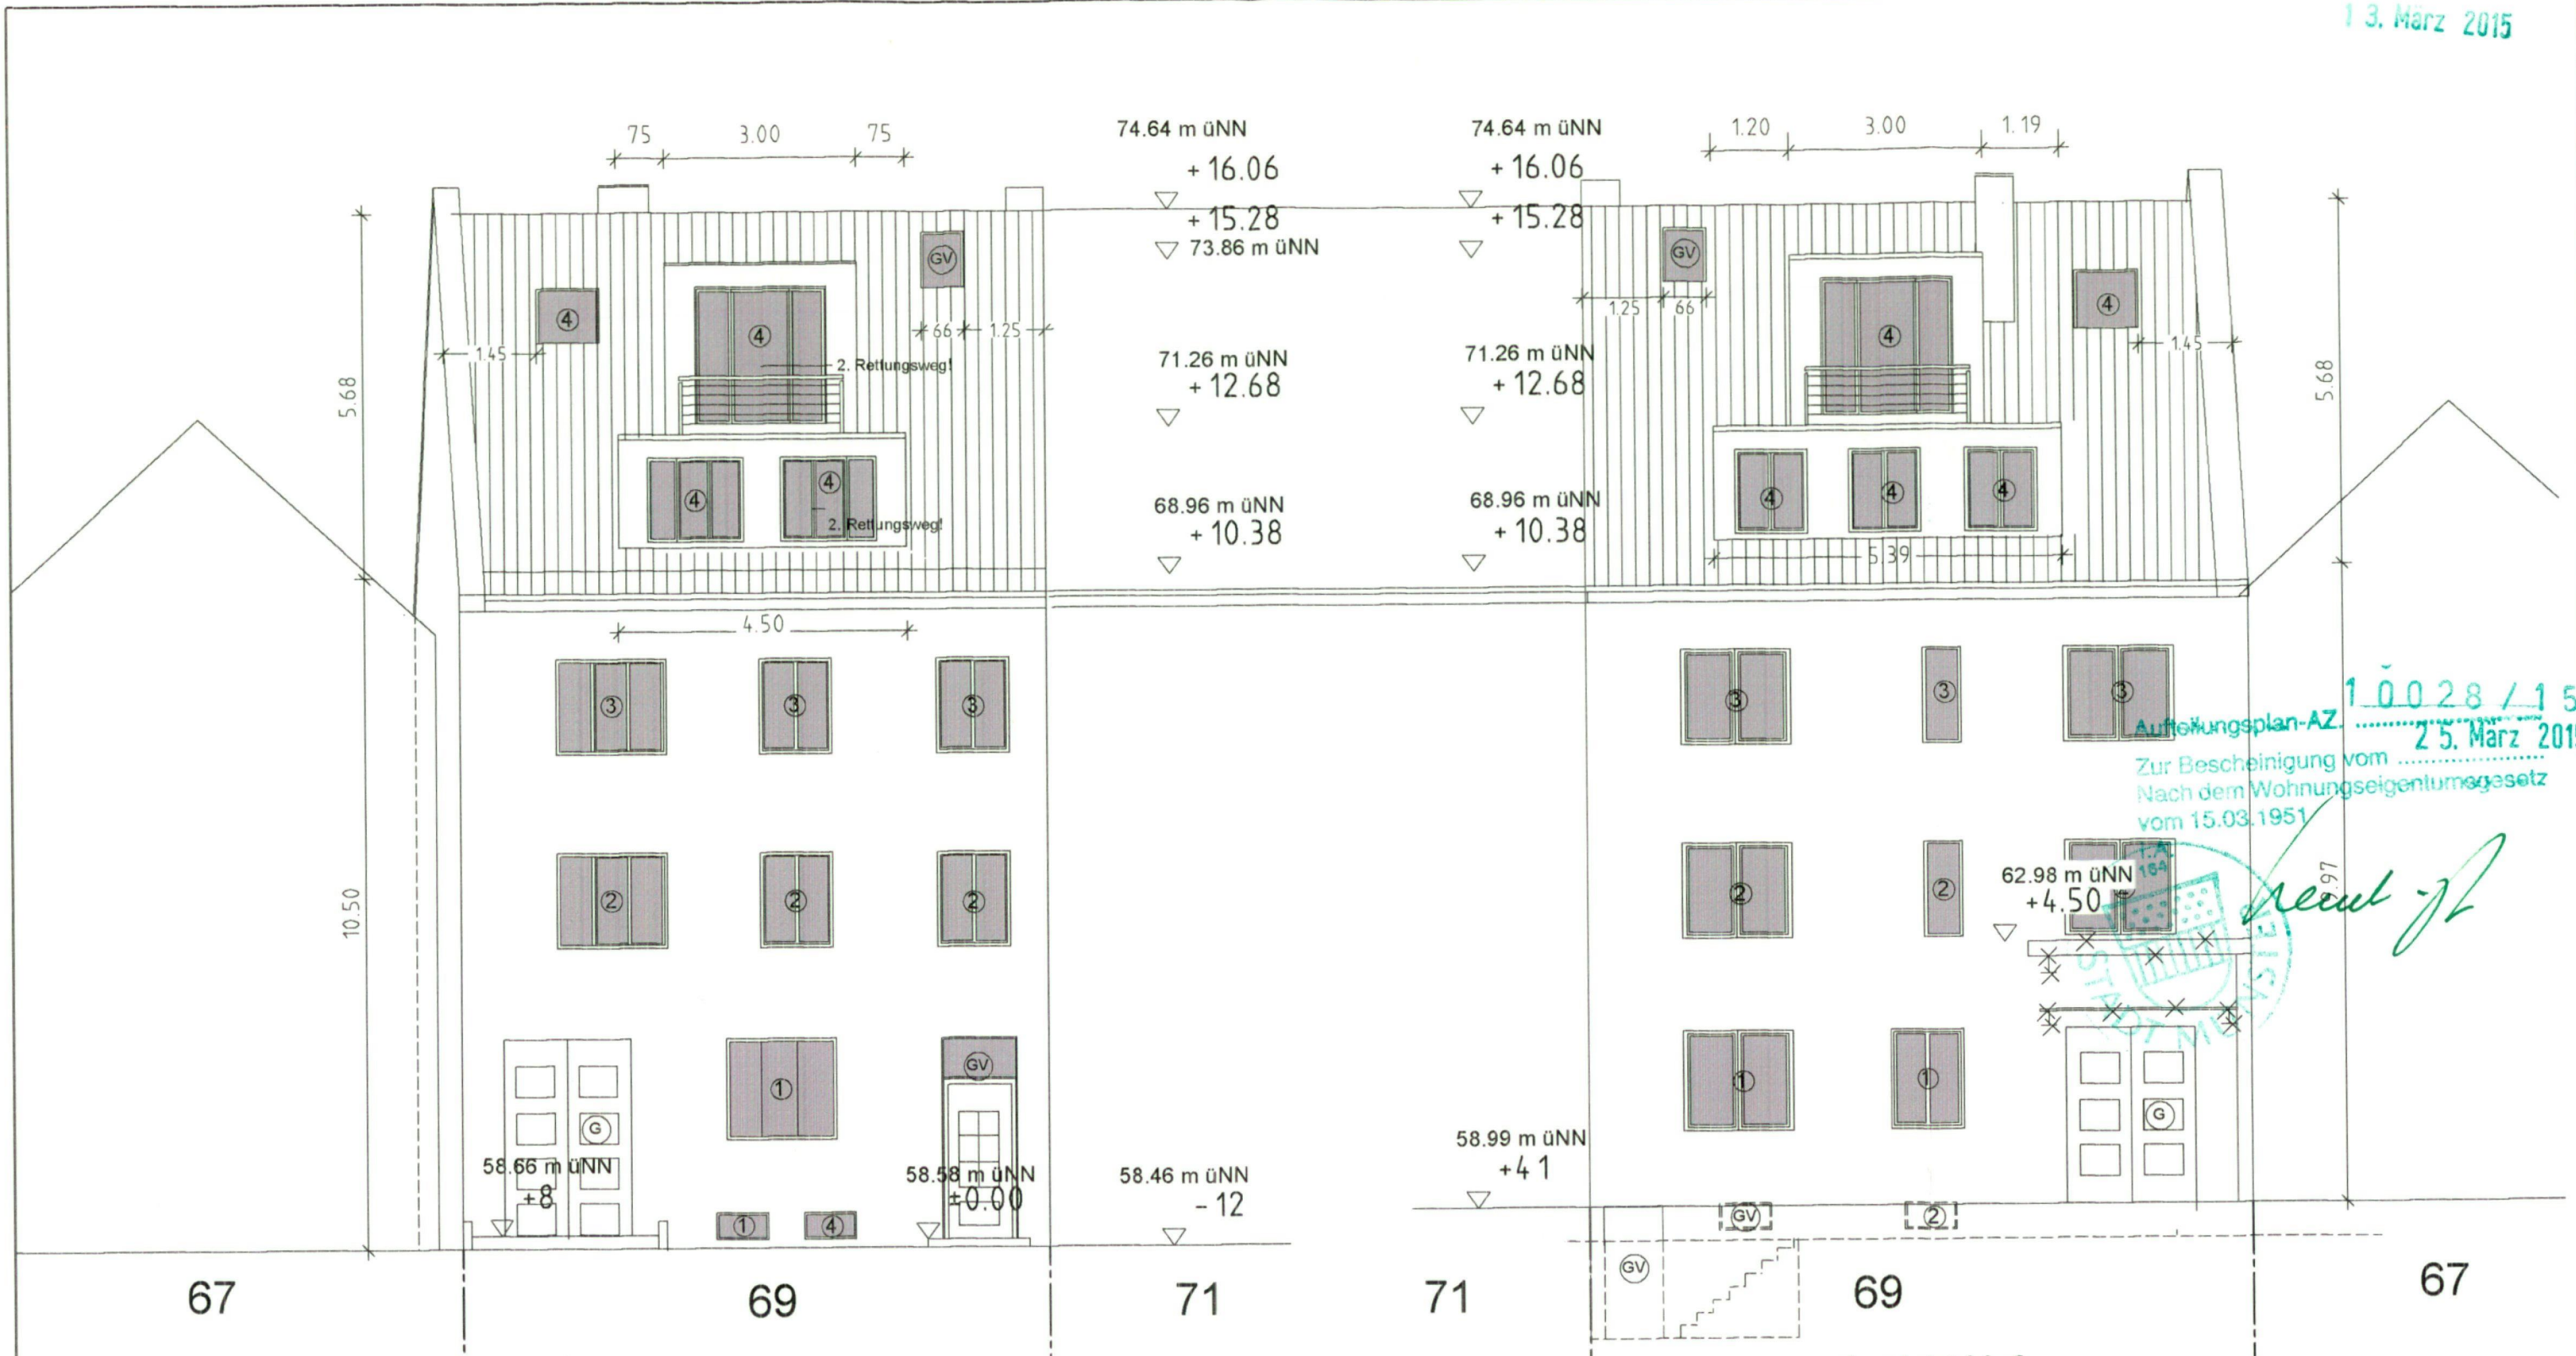 13. März 2015
75 3.00 75
74.64 m üNN
+ 16.06
+ 15.28
73.86 m üNN
74.64 m üNN
+ 16.06
+ 15.28
1.20 3.00 1.19
GV
4
4
1.45
66 1.25
2. Rettungsweg!
5.68
71.26 m üNN
+ 12.68
71.26 m üNN
+ 12.68
GV
1.25 66
4
4
1.45
5.68
4
4
2. Rettungsweg!
68.96 m üNN
+ 10.38
68.96 m üNN
+ 10.38
4
4
4
5.39
4.50
3
3
3
3
3
3
10028/15
Aufteilungsplan-AZ.
25. März 201
Zur Bescheinigung vom
Nach dem Wohnungseigentumsgesetz
vom 15.03.1951
10.50
2
2
2
2
2
62.98 m üNN
+4.50
164
STADT MÜNSTER
1
GV
G
58.66 m üNN
+8
58.58 m üNN
±0.00
58.46 m üNN
- 12
1
4
1
1
G
58.99 m üNN
+41
GV
2
GV
67
69
71
71
69
67